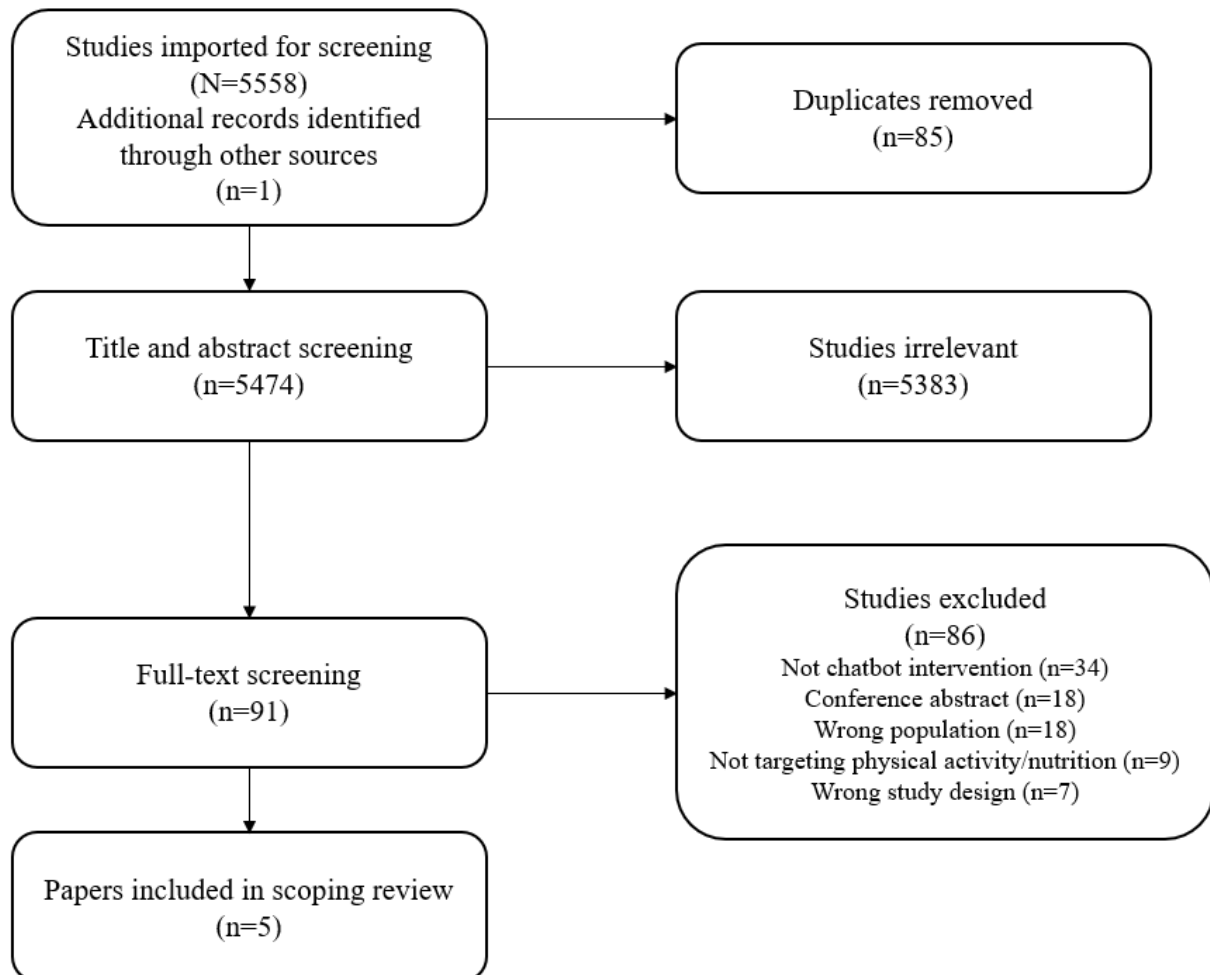 Studies imported for screening
(N=5558)
Additional records identified
through other sources
(n=1)
Duplicates removed
(n=85)
Title and abstract screening
(n=5474)
Studies irrelevant
(n=5383)
Full-text screening
(n=91)
Studies excluded
(n=86)
Not chatbot intervention (n=34)
Conference abstract (n=18)
Wrong population (n=18)
Not targeting physical activity/nutrition (n=9)
Wrong study design (n=7)
Papers included in scoping review
(n=5)